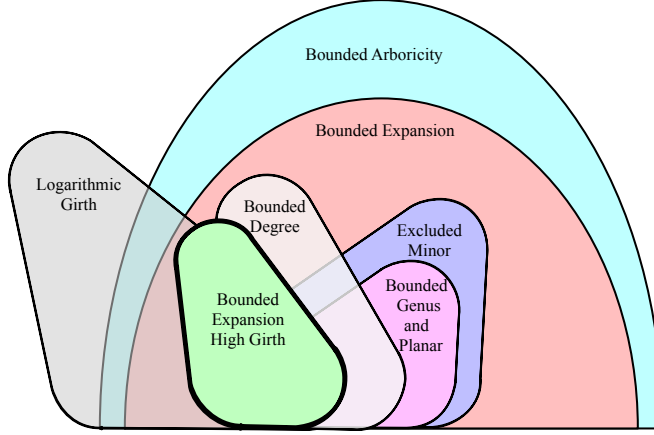 Bounded Arboricity
Bounded Expansion
Logarithmic
Girth
Bounded
Degree
Excluded
Minor
Bounded
Genus
and
Planar
Bounded
Expansion
High Girth